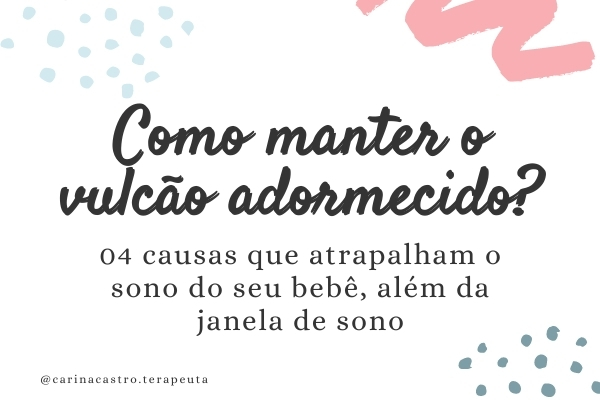 Como manter o
vulcão adormecido?
04 causas que atrapalham o
sono do seu bebê, além da
janela de sono
@carinacastro.terapeuta